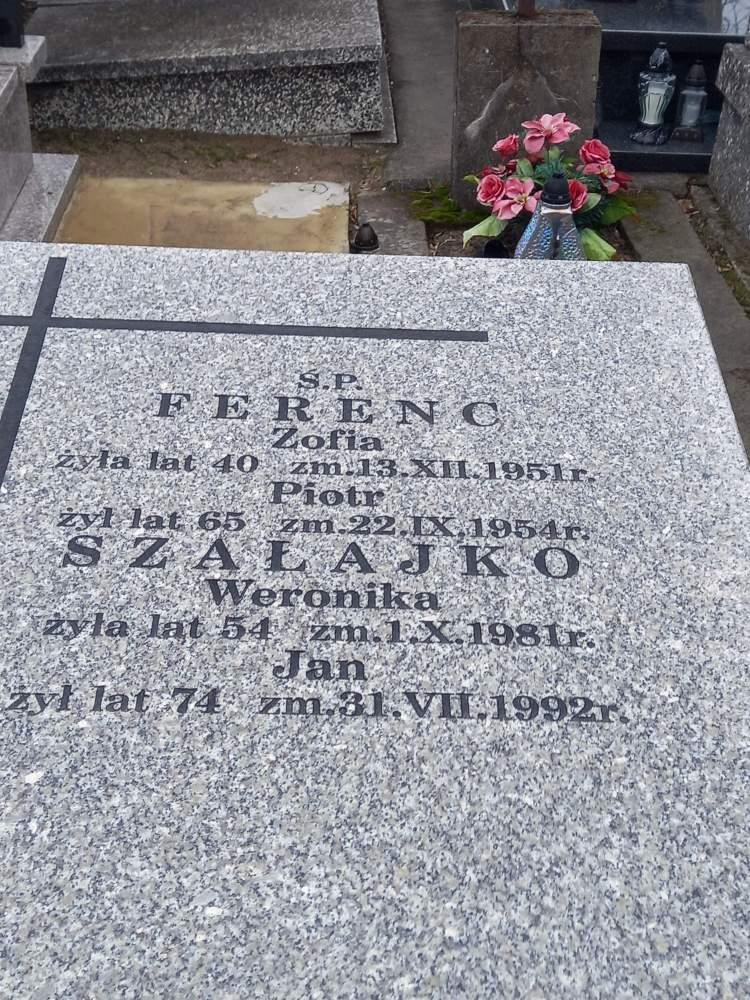 Ś.P.
FERENC
Zofia
żyła lat 40 zm.13.XII.1951r.
Piotr
żył lat 65 zm.22.IX.1954r.
SZAŁAJKO
Weronika
żyła lat 54 zm.1.X.1981r.
Jan
żył lat 74 zm.31.VII.1992r.